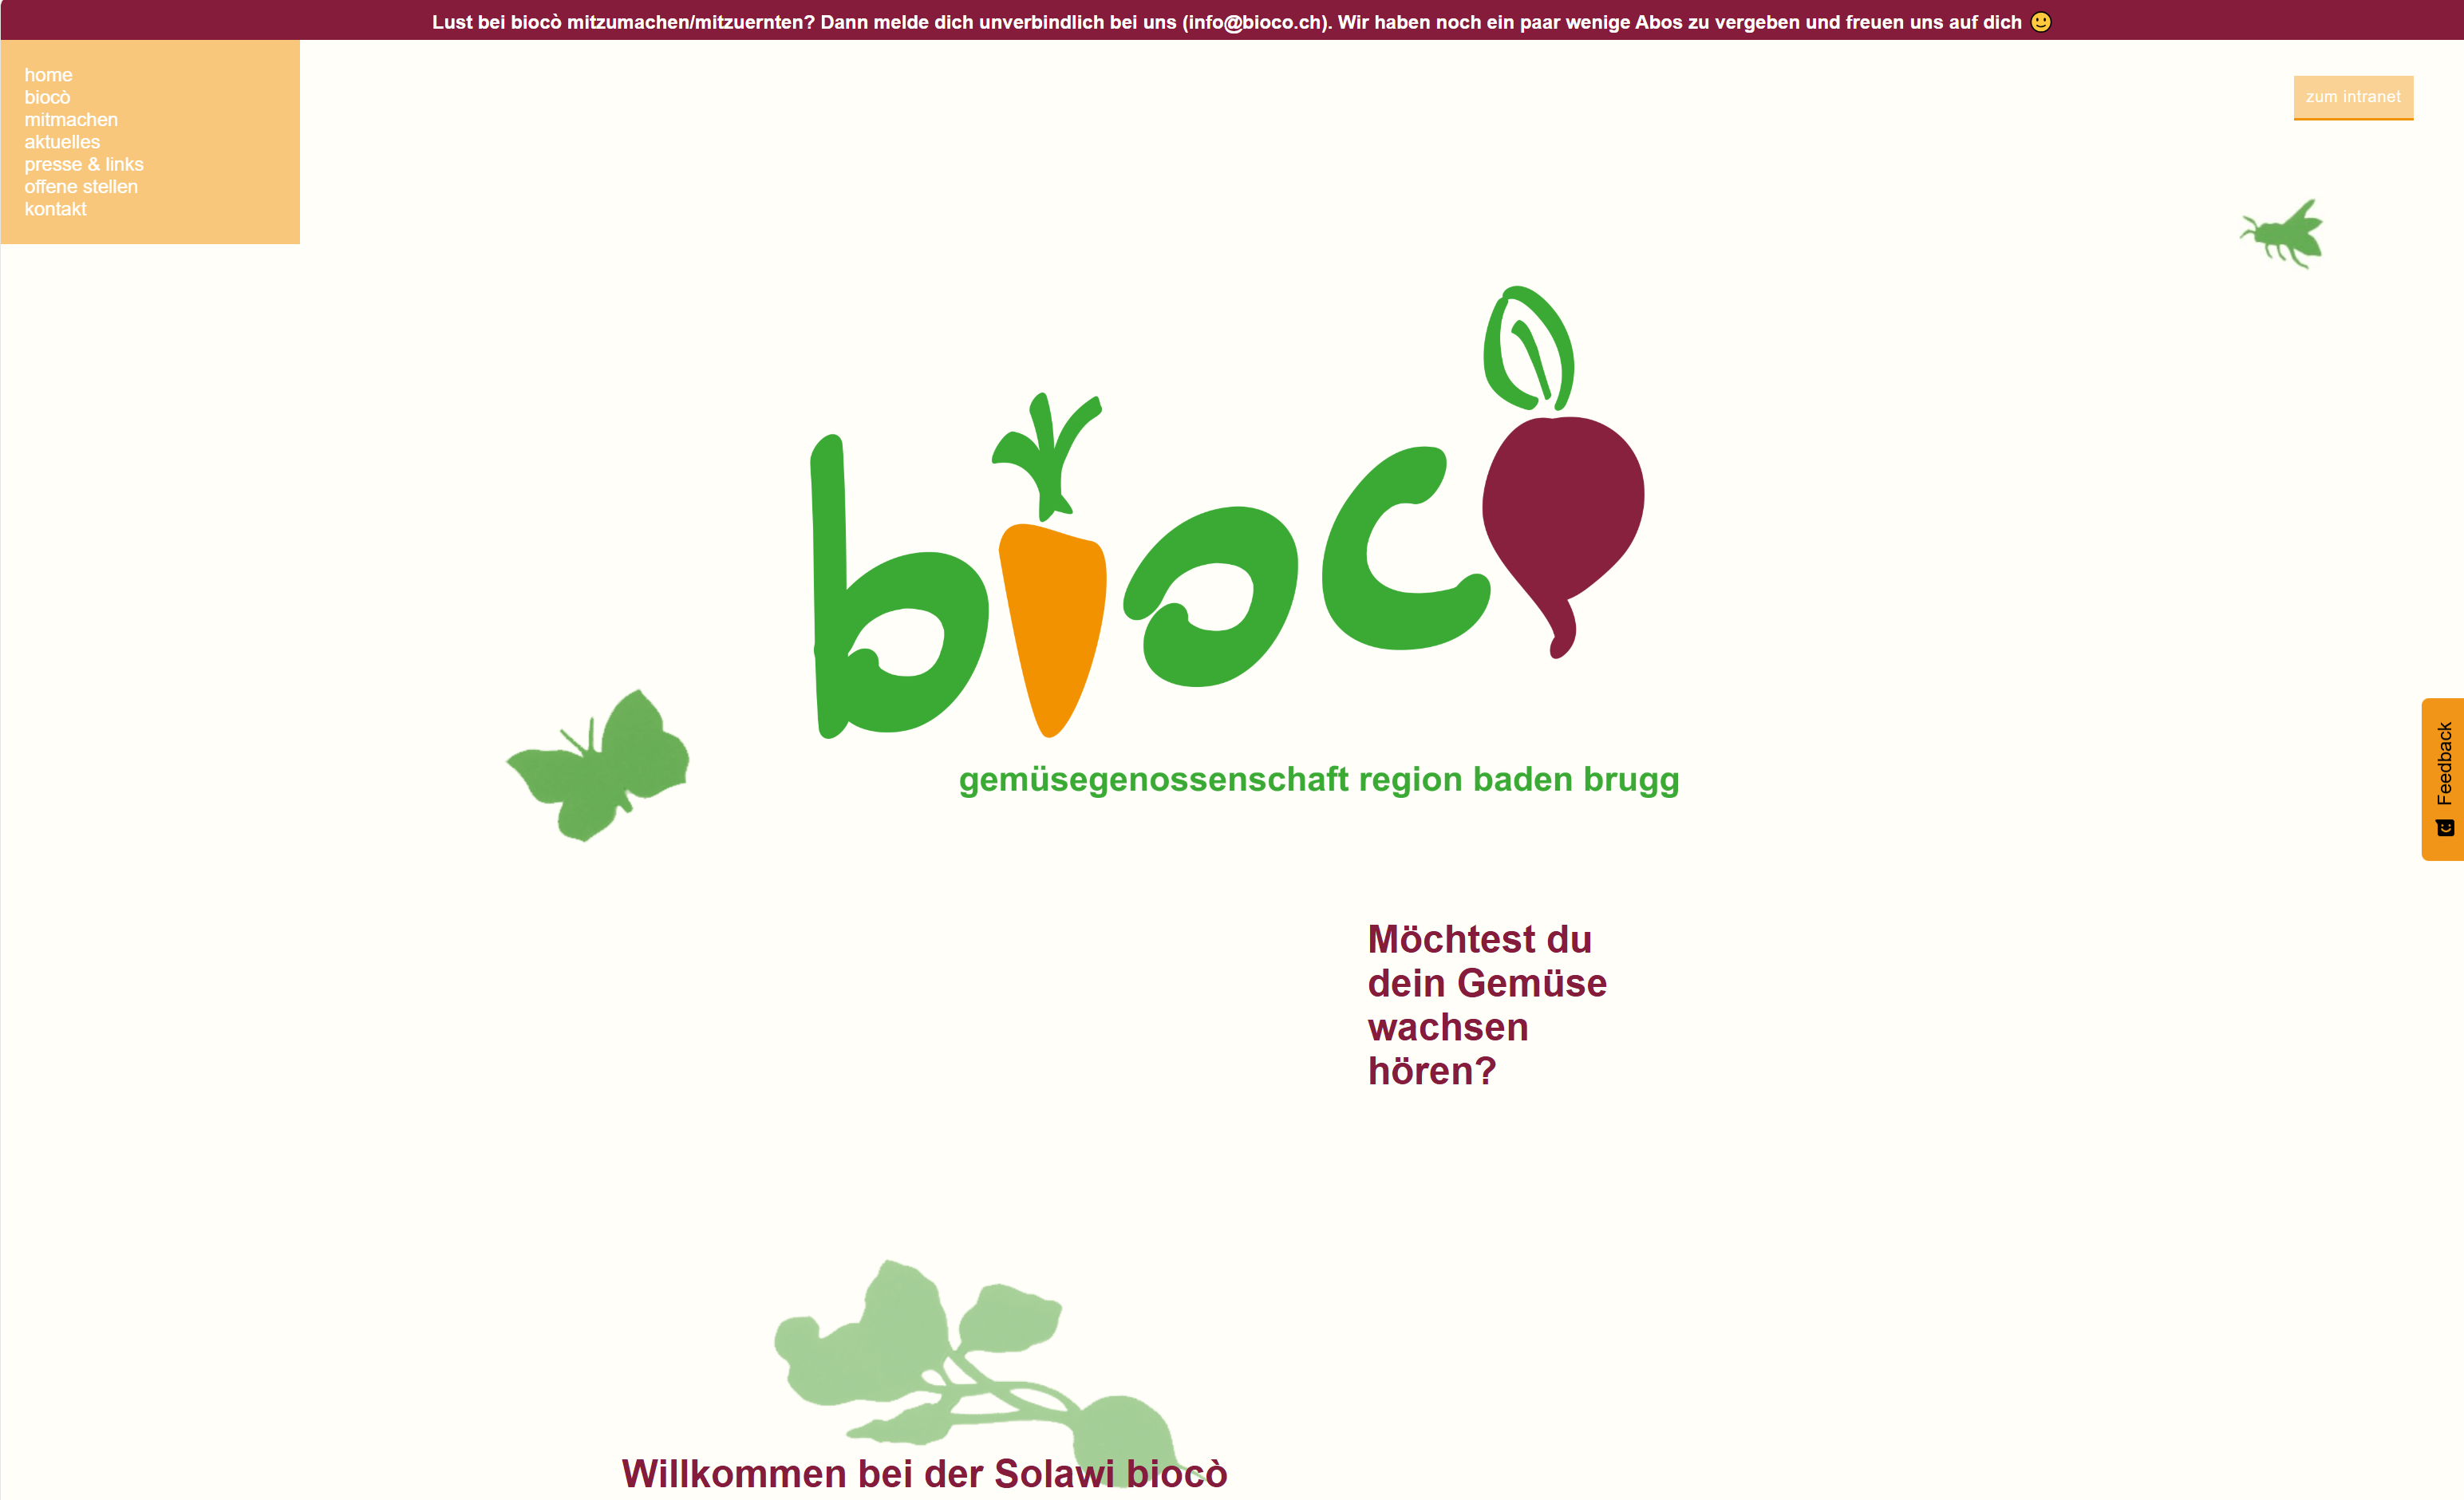 Lust bei biocò mitzumachen/mitzuernten? Dann melde dich unverbindlich bei uns (info@bioco.ch). Wir haben noch ein paar wenige Abos zu vergeben und freuen uns auf dich 🙂
home
biocò
mitmachen
aktuelles
presse & links
offene stellen
kontakt
zum intranet
biocò
gemüsegenossenschaft region baden brugg
Feedback
Möchtest du
dein Gemüse
wachsen
hören?
Willkommen bei der Solawi biocò